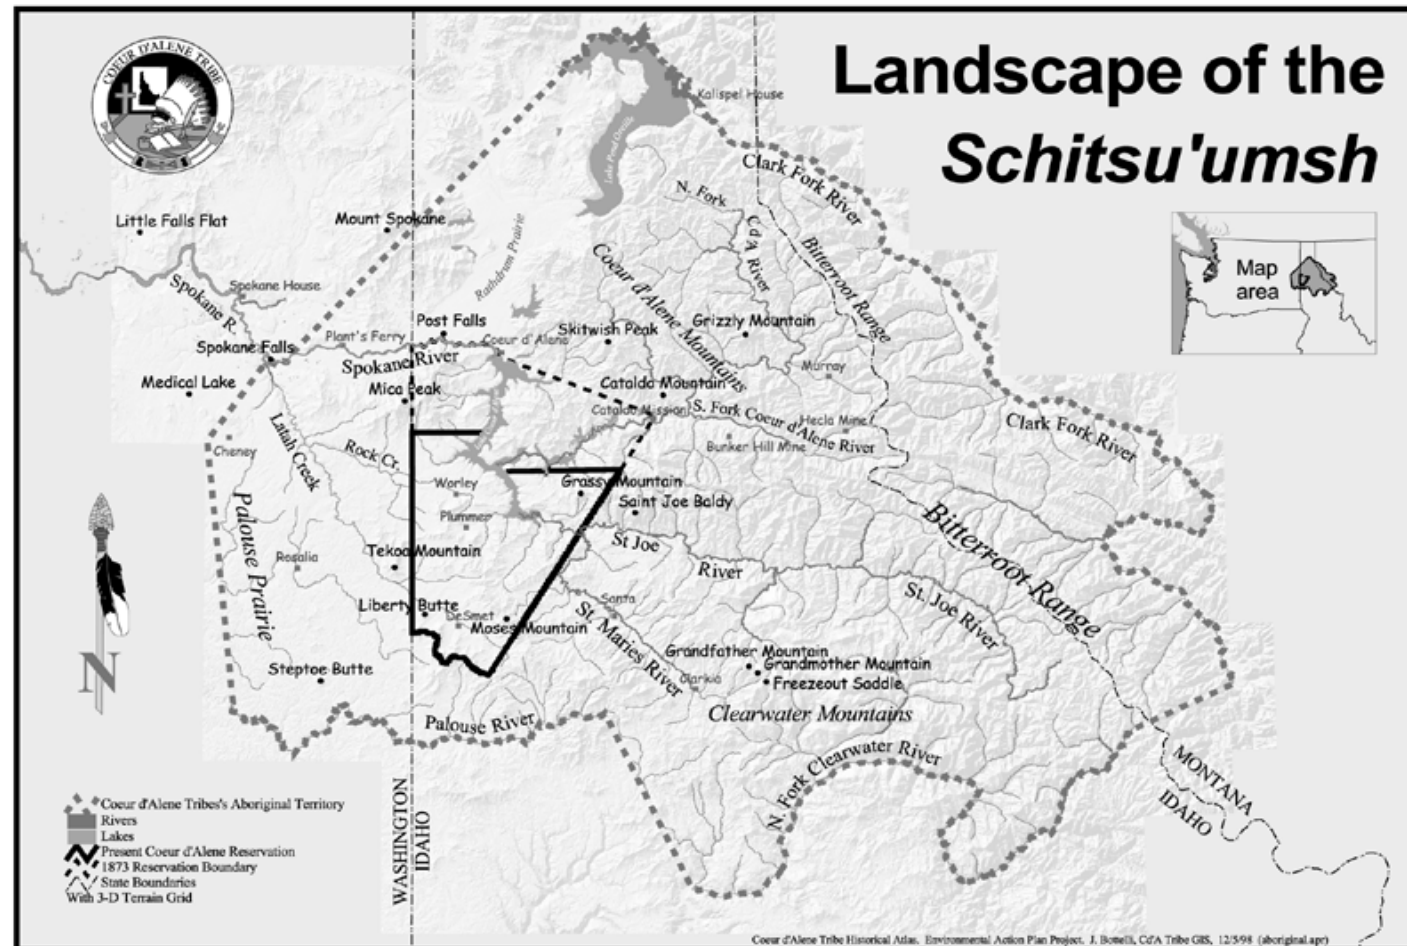 Landscape of the
Schitsu'umsh
COEUR D'ALENE TRIBE
Kalispel House
Lake Pend Oreille
Clark Fork River
N. Fork
Cd'A River
Little Falls Flat
Mount Spokane
Rathdrum Prairie
Coeur d'Alene Mountains
Bitterroot Range
Map
area
Spokane House
Spokane R.
Post Falls
Plant's Ferry
Coeur d'Alene
Skitwish Peak
Grizzly Mountain
Spokane Falls
Spokane River
Murray
Medical Lake
Mica Peak
Cataldo Mountain
Cataldo Mission
S. Fork Coeur d'Alene River
Hecla Mine
Clark Fork River
Latah Creek
Bunker Hill Mine
Cheney
Rock Cr.
Worley
Grassy Mountain
Saint Joe Baldy
Palouse Prairie
Plummer
Bitterroot Range
St Joe
River
Rosalia
Tekoa Mountain
St. Joe River
Liberty Butte
DeSmet
Moses Mountain
Santa
St. Maries River
Grandfather Mountain
Grandmother Mountain
Freezeout Saddle
Steptoe Butte
Clarkia
N
Palouse River
Clearwater Mountains
N. Fork Clearwater River
MONTANA
IDAHO
WASHINGTON
IDAHO
Coeur d'Alene Tribes's Aboriginal Territory
Rivers
Lakes
Present Coeur d'Alene Reservation
1873 Reservation Boundary
State Boundaries
With 3-D Terrain Grid
Coeur d'Alene Tribe Historical Atlas. Environmental Action Plan Project. J. Bottelli, Cd'A Tribe GIS, 12/5/98 (aboriginal.apr)